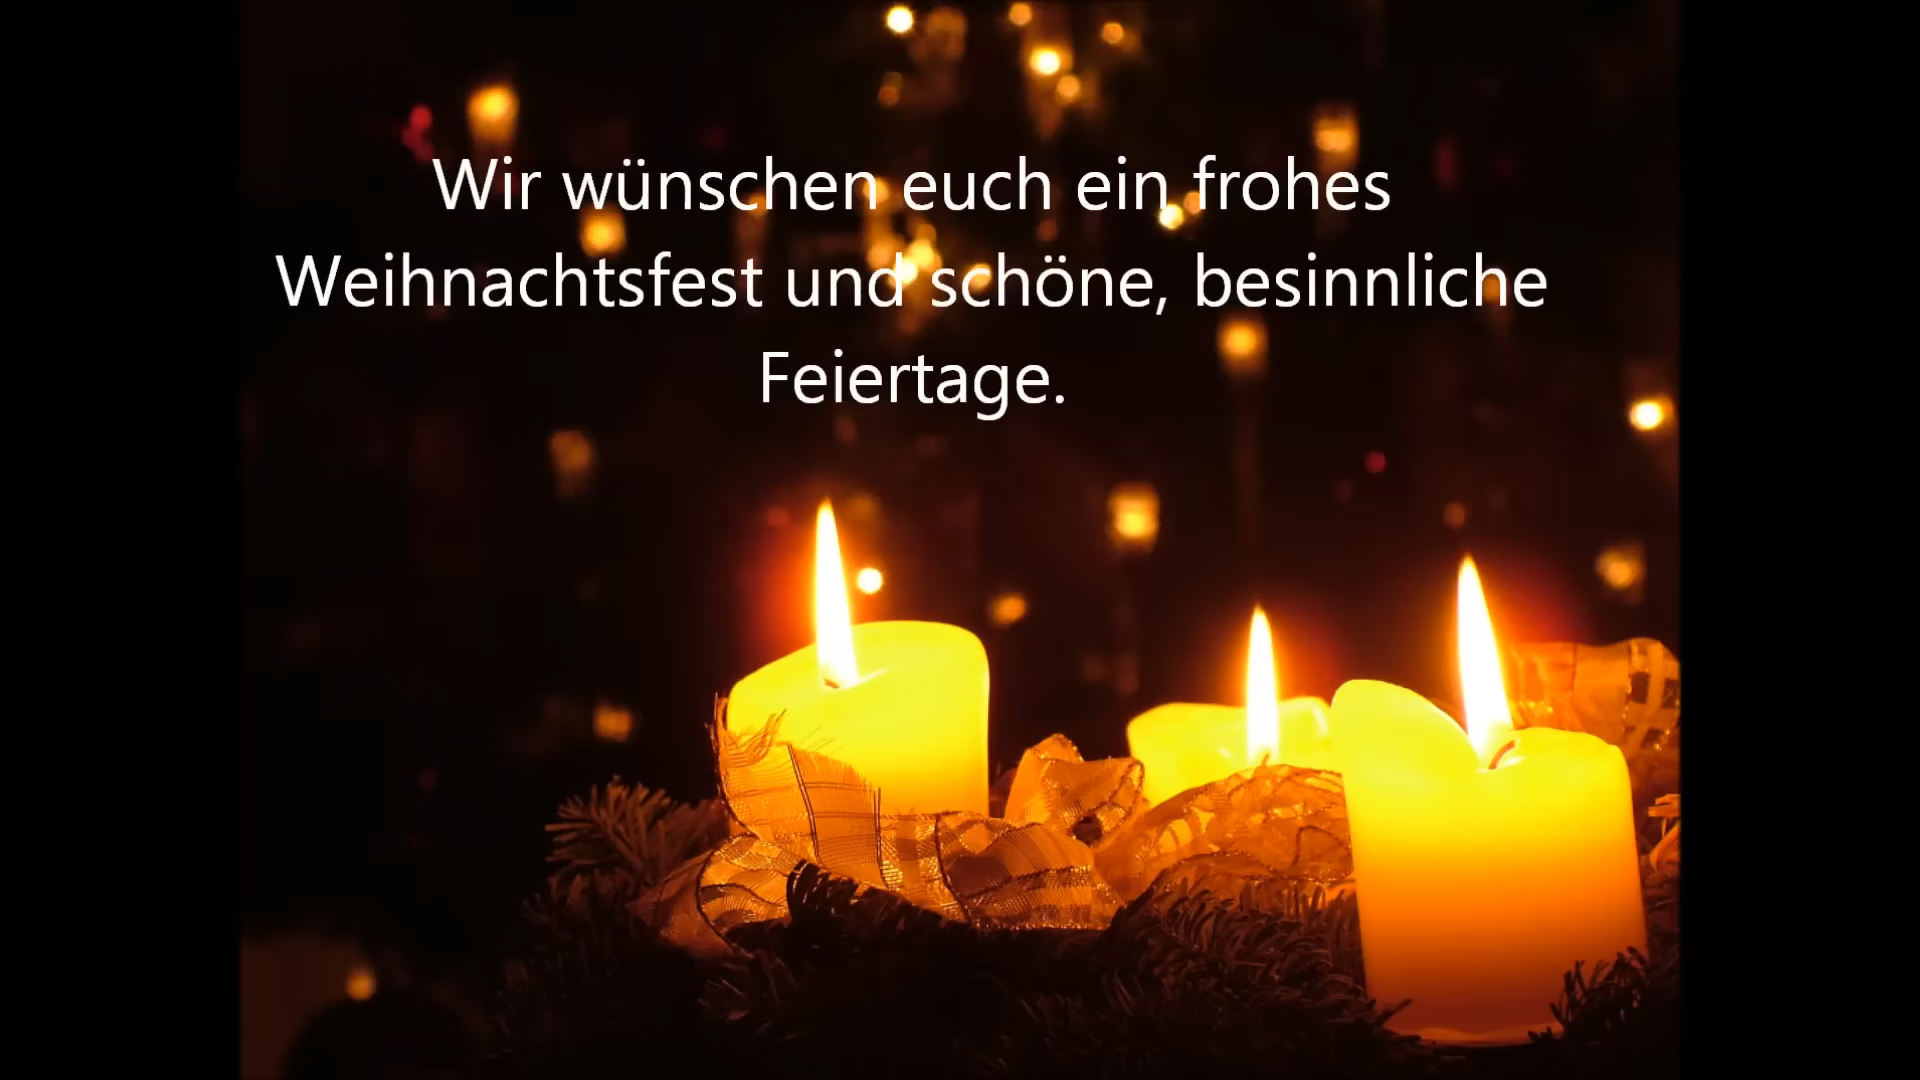 Wir wünschen euch ein frohes
Weihnachtsfest und schöne, besinnliche
Feiertage.